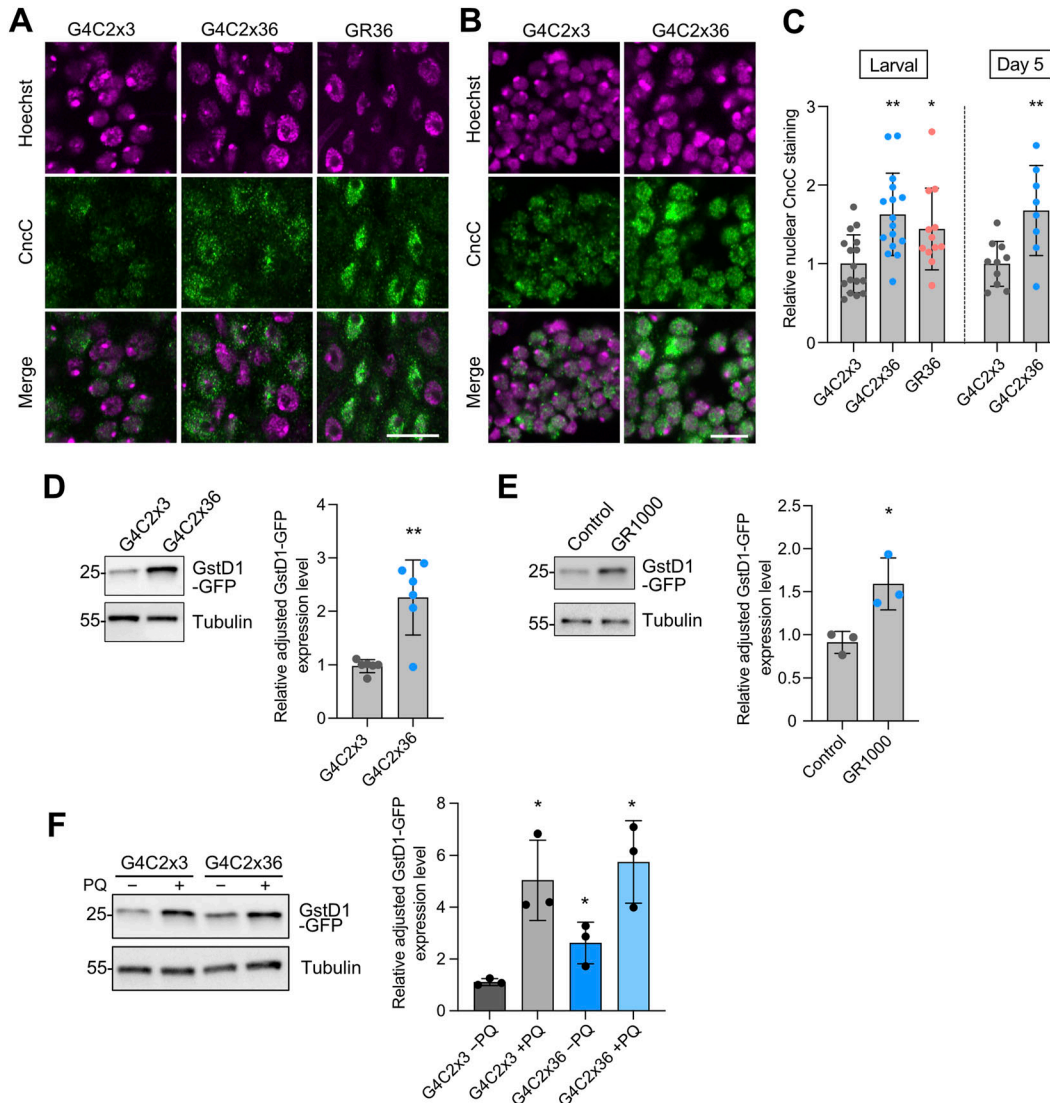 A
G4C2x3 G4C2x36 GR36
Hoechst
CncC
Merge
B
G4C2x3 G4C2x36
Hoechst
CncC
Merge
C
Larval Day 5
Relative nuclear CncC staining
3
2
1
0
** * **
G4C2x3 G4C2x36 GR36 G4C2x3 G4C2x36
D
G4C2x3 G4C2x36
25- GstD1
-GFP
55- Tubulin
Relative adjusted GstD1-GFP
expression level
4
3
2
1
0
**
G4C2x3 G4C2x36
E
Control GR1000
25- GstD1
-GFP
55- Tubulin
Relative adjusted GstD1-GFP
expression level
2.5
2.0
1.5
1.0
0.5
0.0
*
Control GR1000
F
G4C2x3 G4C2x36
PQ – + – +
25- GstD1
-GFP
55- Tubulin
Relative adjusted GstD1-GFP
expression level
8
6
4
2
0
* * *
G4C2x3 –PQ G4C2x3 +PQ G4C2x36 –PQ G4C2x36 +PQ